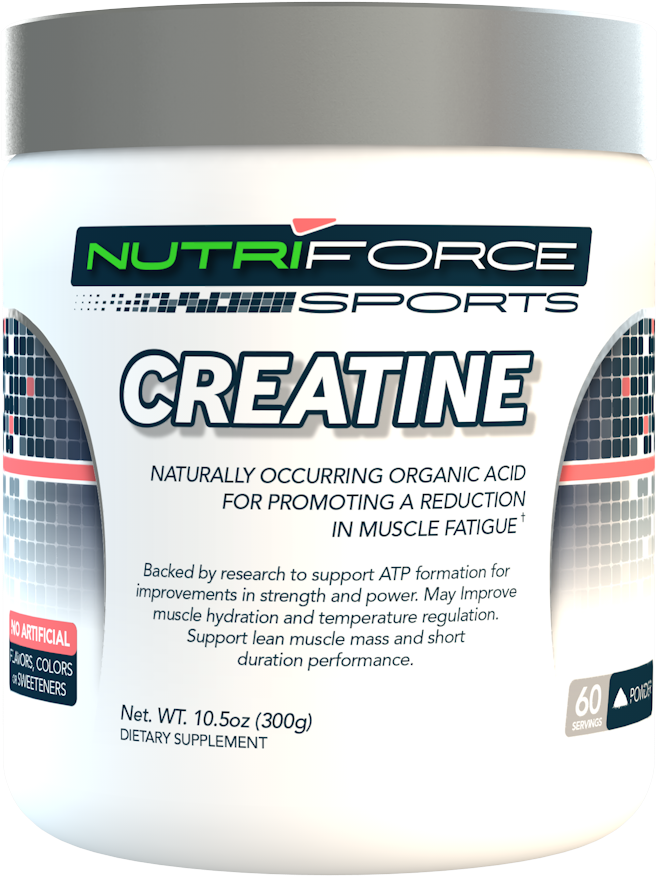 NUTRIFORCE
SPORTS
CREATINE
NATURALLY OCCURRING ORGANIC ACID
FOR PROMOTING A REDUCTION
IN MUSCLE FATIGUE†
Backed by research to support ATP formation for
improvements in strength and power. May Improve
muscle hydration and temperature regulation.
Support lean muscle mass and short
duration performance.
NO ARTIFICIAL
FLAVORS, COLORS
or SWEETENERS
60
SERVINGS
POWDER
Net. WT. 10.5oz (300g)
DIETARY SUPPLEMENT